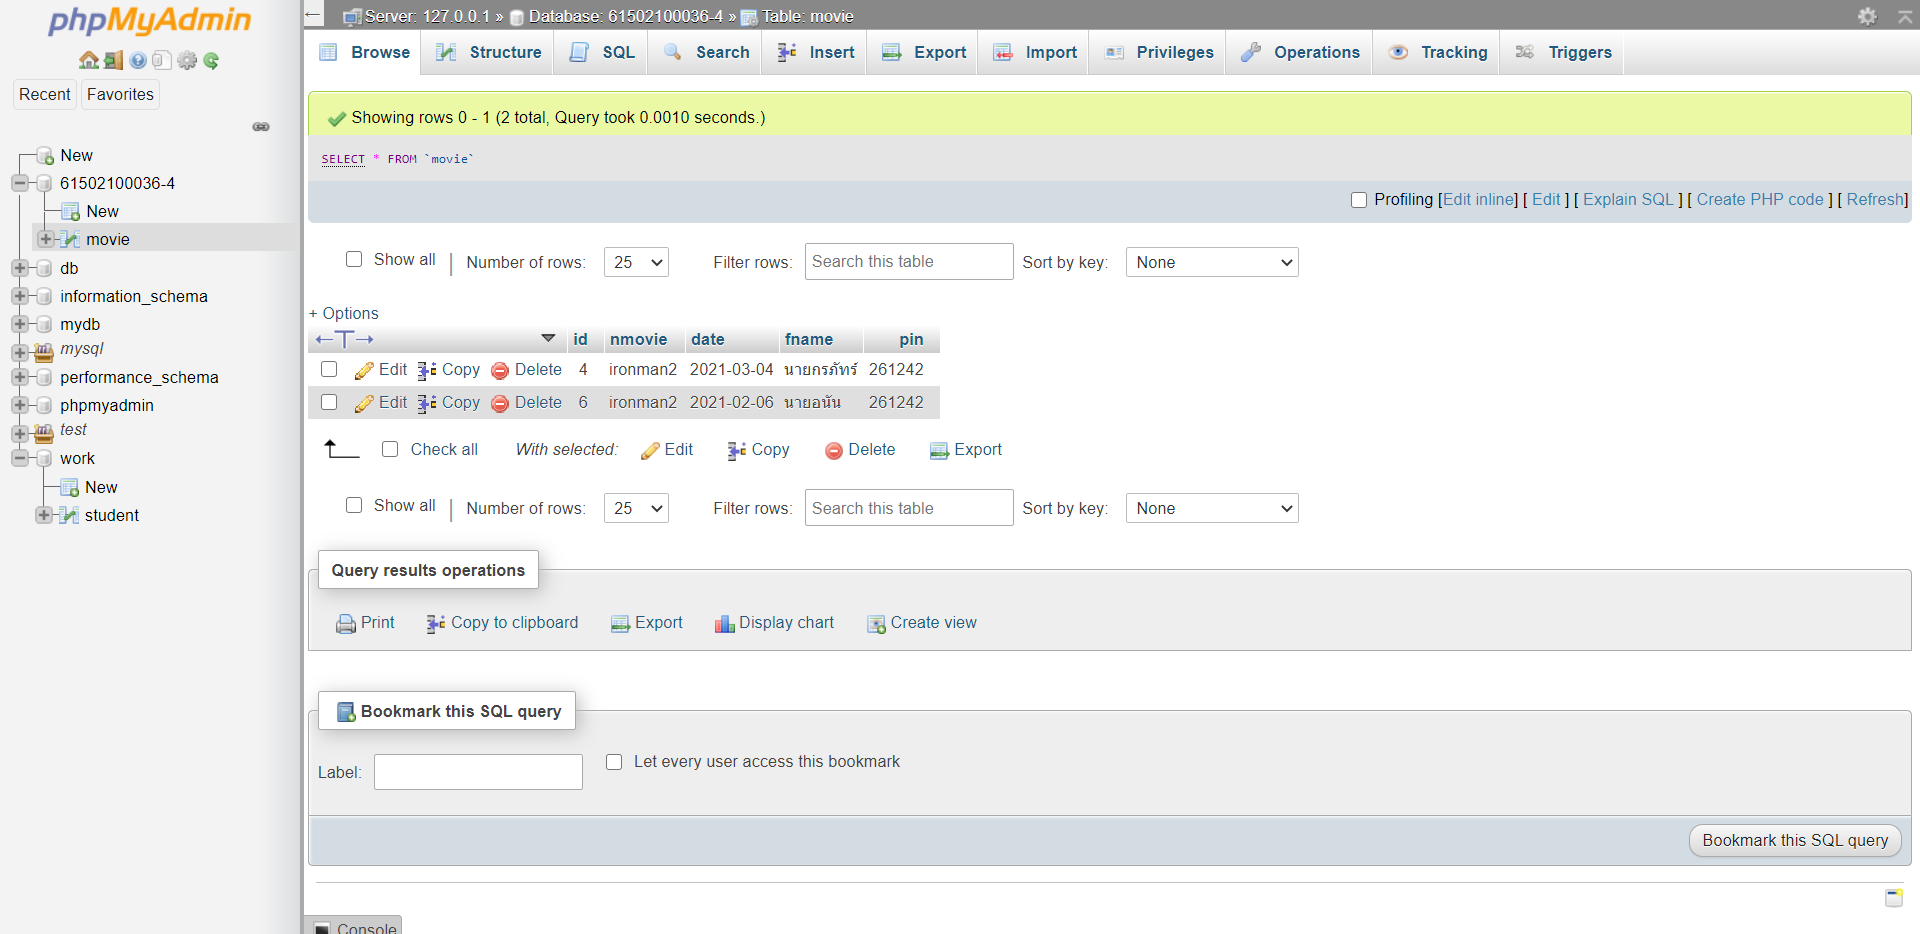 phpMyAdmin
Recent
Favorites
New
61502100036-4
New
movie
db
information_schema
mydb
mysql
performance_schema
phpmyadmin
test
work
New
student
Server: 127.0.0.1 » Database: 61502100036-4 » Table: movie
Browse Structure SQL Search Insert Export Import Privileges Operations Tracking Triggers
Showing rows 0 - 1 (2 total, Query took 0.0010 seconds.)
SELECT * FROM `movie`
Profiling [Edit inline] [ Edit ] [ Explain SQL ] [ Create PHP code ] [ Refresh]
Show all | Number of rows: 25 Filter rows: Search this table Sort by key: None
+ Options
←T→ id nmovie date fname pin
Edit Copy Delete 4 ironman2 2021-03-04 นายกรภัทร์ 261242
Edit Copy Delete 6 ironman2 2021-02-06 นายอนัน 261242
Check all With selected: Edit Copy Delete Export
Show all | Number of rows: 25 Filter rows: Search this table Sort by key: None
Query results operations
Print Copy to clipboard Export Display chart Create view
Bookmark this SQL query
Label: Let every user access this bookmark
Bookmark this SQL query
Console